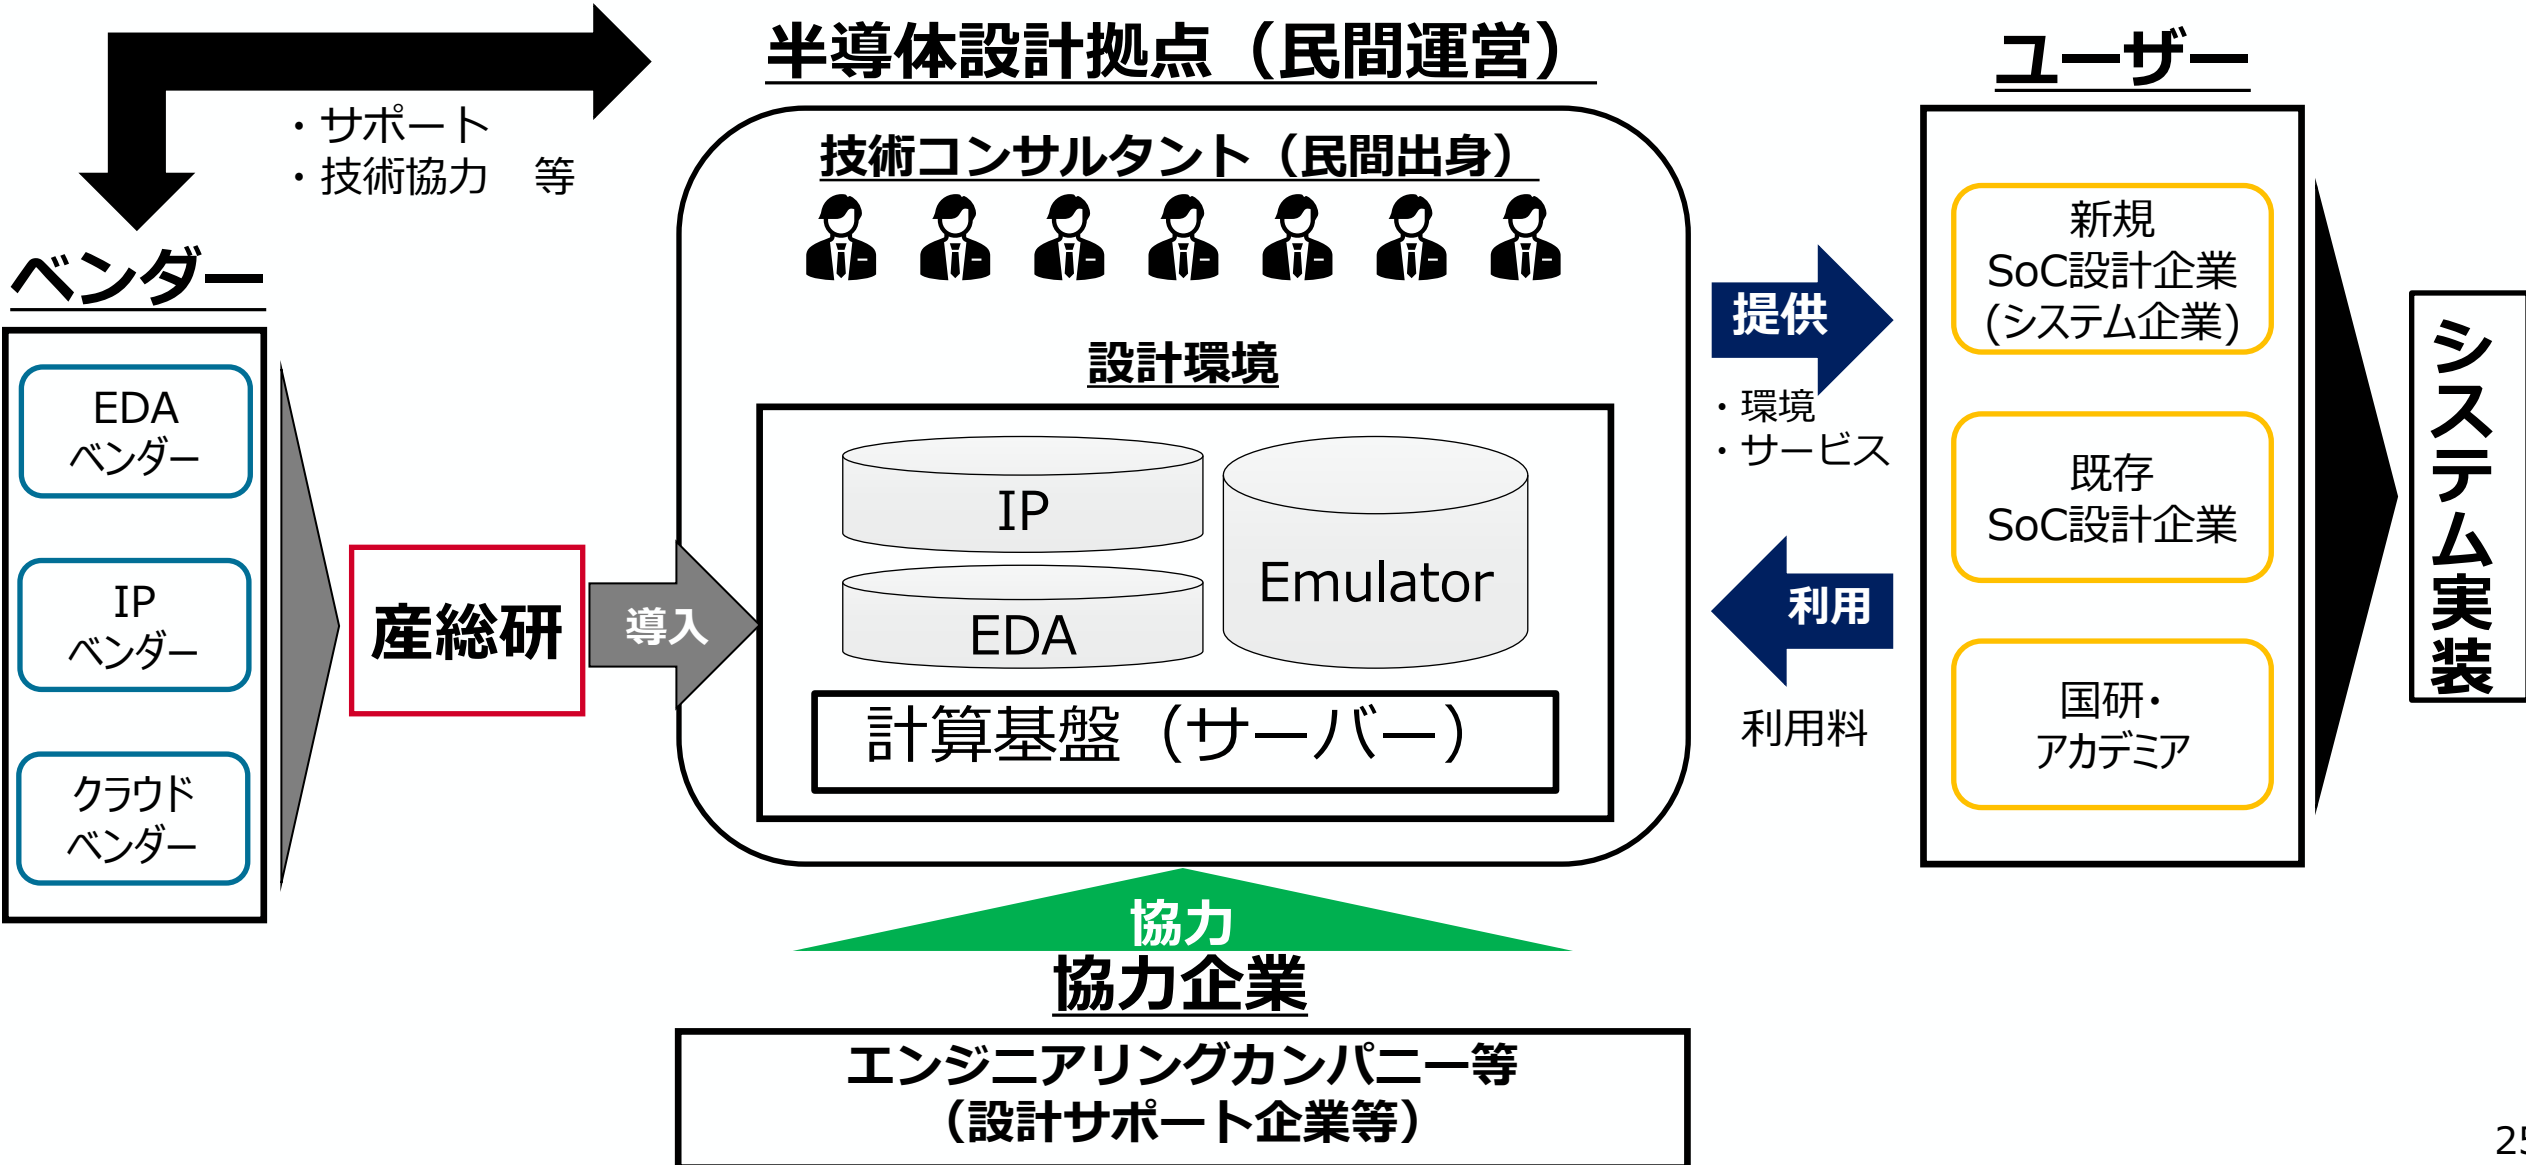 半導体設計拠点（民間運営）
ユーザー
・サポート
・技術協力　等
技術コンサルタント（民間出身）
ベンダー
EDA
ベンダー
IP
ベンダー
クラウド
ベンダー
産総研
導入
設計環境
IP
EDA
Emulator
計算基盤（サーバー）
提供
・環境
・サービス
利用
利用料
新規
SoC設計企業
(システム企業)
既存
SoC設計企業
国研・
アカデミア
システム実装
協力
協力企業
エンジニアリングカンパニー等
（設計サポート企業等）
25